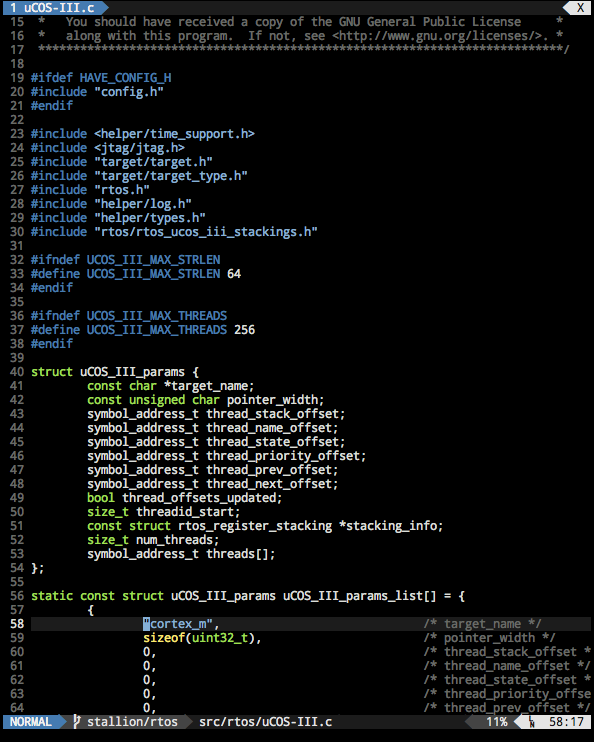 1 uCOS-III.c X
15  *   You should have received a copy of the GNU General Public License     *
16  *   along with this program.  If not, see <http://www.gnu.org/licenses/>. *
17  ***************************************************************************/
18
19 #ifdef HAVE_CONFIG_H
20 #include "config.h"
21 #endif
22
23 #include <helper/time_support.h>
24 #include <jtag/jtag.h>
25 #include "target/target.h"
26 #include "target/target_type.h"
27 #include "rtos.h"
28 #include "helper/log.h"
29 #include "helper/types.h"
30 #include "rtos/rtos_ucos_iii_stackings.h"
31
32 #ifndef UCOS_III_MAX_STRLEN
33 #define UCOS_III_MAX_STRLEN 64
34 #endif
35
36 #ifndef UCOS_III_MAX_THREADS
37 #define UCOS_III_MAX_THREADS 256
38 #endif
39
40 struct uCOS_III_params {
41         const char *target_name;
42         const unsigned char pointer_width;
43         symbol_address_t thread_stack_offset;
44         symbol_address_t thread_name_offset;
45         symbol_address_t thread_state_offset;
46         symbol_address_t thread_priority_offset;
47         symbol_address_t thread_prev_offset;
48         symbol_address_t thread_next_offset;
49         bool thread_offsets_updated;
50         size_t threadid_start;
51         const struct rtos_register_stacking *stacking_info;
52         size_t num_threads;
53         symbol_address_t threads[];
54 };
55
56 static const struct uCOS_III_params uCOS_III_params_list[] = {
57         {
58                 "cortex_m",                             /* target_name */
59                 sizeof(uint32_t),                       /* pointer_width */
60                 0,                                      /* thread_stack_offset *
61                 0,                                      /* thread_name_offset */
62                 0,                                      /* thread_state_offset *
63                 0,                                      /* thread_priority_offse
64                 0,                                      /* thread_prev_offset */
NORMAL stallion/rtos src/rtos/uCOS-III.c 11% LN 58:17